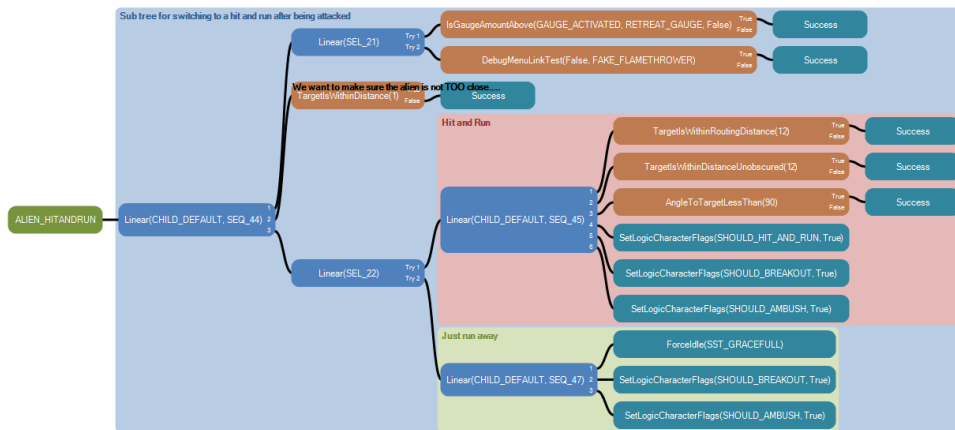 Sub tree for switching to a hit and run after being attacked
ALIEN_HITANDRUN
Linear(CHILD_DEFAULT, SEQ_44)
1
2
3
Linear(SEL_21)
Try 1
Try 2
IsGaugeAmountAbove(GAUGE_ACTIVATED, RETREAT_GAUGE, False)
True
False
Success
DebugMenuLinkTest(False, FAKE_FLAMETHROWER)
True
False
Success
We want to make sure the alien is not TOO close.....
TargetIsWithinDistance(1)
False
Success
Linear(SEL_22)
Try 1
Try 2
Hit and Run
Linear(CHILD_DEFAULT, SEQ_45)
1
2
3
4
5
6
TargetIsWithinRoutingDistance(12)
True
False
Success
TargetIsWithinDistanceUnobscured(12)
True
False
Success
AngleToTargetLessThan(90)
True
False
Success
SetLogicCharacterFlags(SHOULD_HIT_AND_RUN, True)
SetLogicCharacterFlags(SHOULD_BREAKOUT, True)
SetLogicCharacterFlags(SHOULD_AMBUSH, True)
Just run away
Linear(CHILD_DEFAULT, SEQ_47)
1
2
3
ForceIdle(SST_GRACEFULL)
SetLogicCharacterFlags(SHOULD_BREAKOUT, True)
SetLogicCharacterFlags(SHOULD_AMBUSH, True)